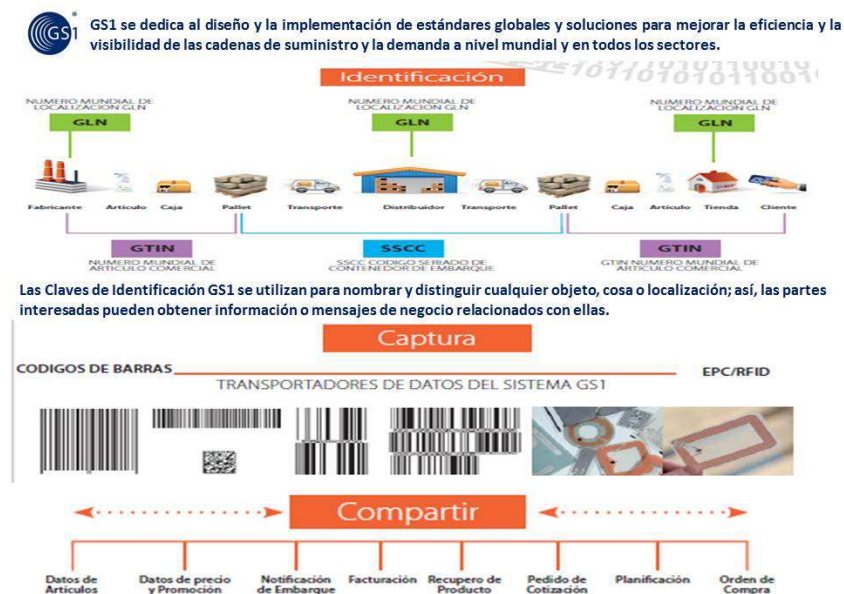 GS1
GS1 se dedica al diseño y la implementación de estándares globales y soluciones para mejorar la eficiencia y la
visibilidad de las cadenas de suministro y la demanda a nivel mundial y en todos los sectores.
Identificación
NUMERO MUNDIAL DE
LOCALIZACION GLN
GLN
NUMERO MUNDIAL DE
LOCALIZACION GLN
GLN
NUMERO MUNDIAL DE
LOCALIZACION GLN
GLN
Fabricante Artículo Caja Pallet Transporte Distribuidor Transporte Pallet Caja Artículo Tienda Cliente
GTIN
NUMERO MUNDIAL DE
ARTICULO COMERCIAL
SSCC
SSCC CODIGO SERIADO DE
CONTENEDOR DE EMBARQUE
GTIN
GTIN NUMERO MUNDIAL DE
ARTICULO COMERCIAL
Las Claves de Identificación GS1 se utilizan para nombrar y distinguir cualquier objeto, cosa o localización; así, las partes
interesadas pueden obtener información o mensajes de negocio relacionados con ellas.
Captura
CODIGOS DE BARRAS
EPC/RFID
TRANSPORTADORES DE DATOS DEL SISTEMA GS1
Compartir
Datos de
Artículos
Datos de precio
y Promoción
Notificación
de Embarque
Facturación
Recupero de
Producto
Pedido de
Cotización
Planificación
Orden de
Compra